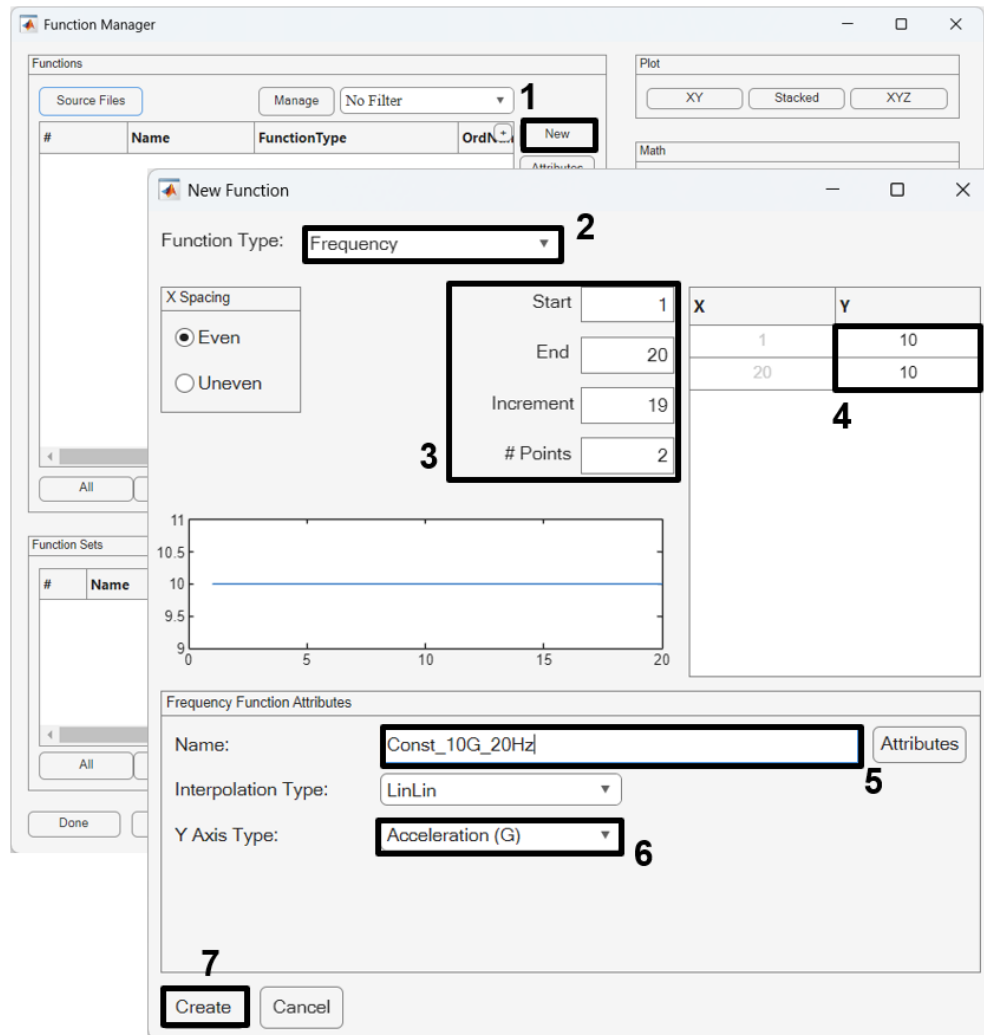 Function Manager
Functions
Plot
Source Files
Manage
No Filter
1
XY
Stacked
XYZ
#
Name
FunctionType
+
New
Math
New Function
Function Type:
Frequency
2
X Spacing
Even
Uneven
Start
1
End
20
Increment
19
# Points
2
3
X
Y
1
10
20
10
4
All
11
10.5
10
9.5
9
0
5
10
15
20
Function Sets
#
Name
All
Done
Frequency Function Attributes
Name:
Const_10G_20Hz
Attributes
5
Interpolation Type:
LinLin
Y Axis Type:
Acceleration (G)
6
7
Create
Cancel